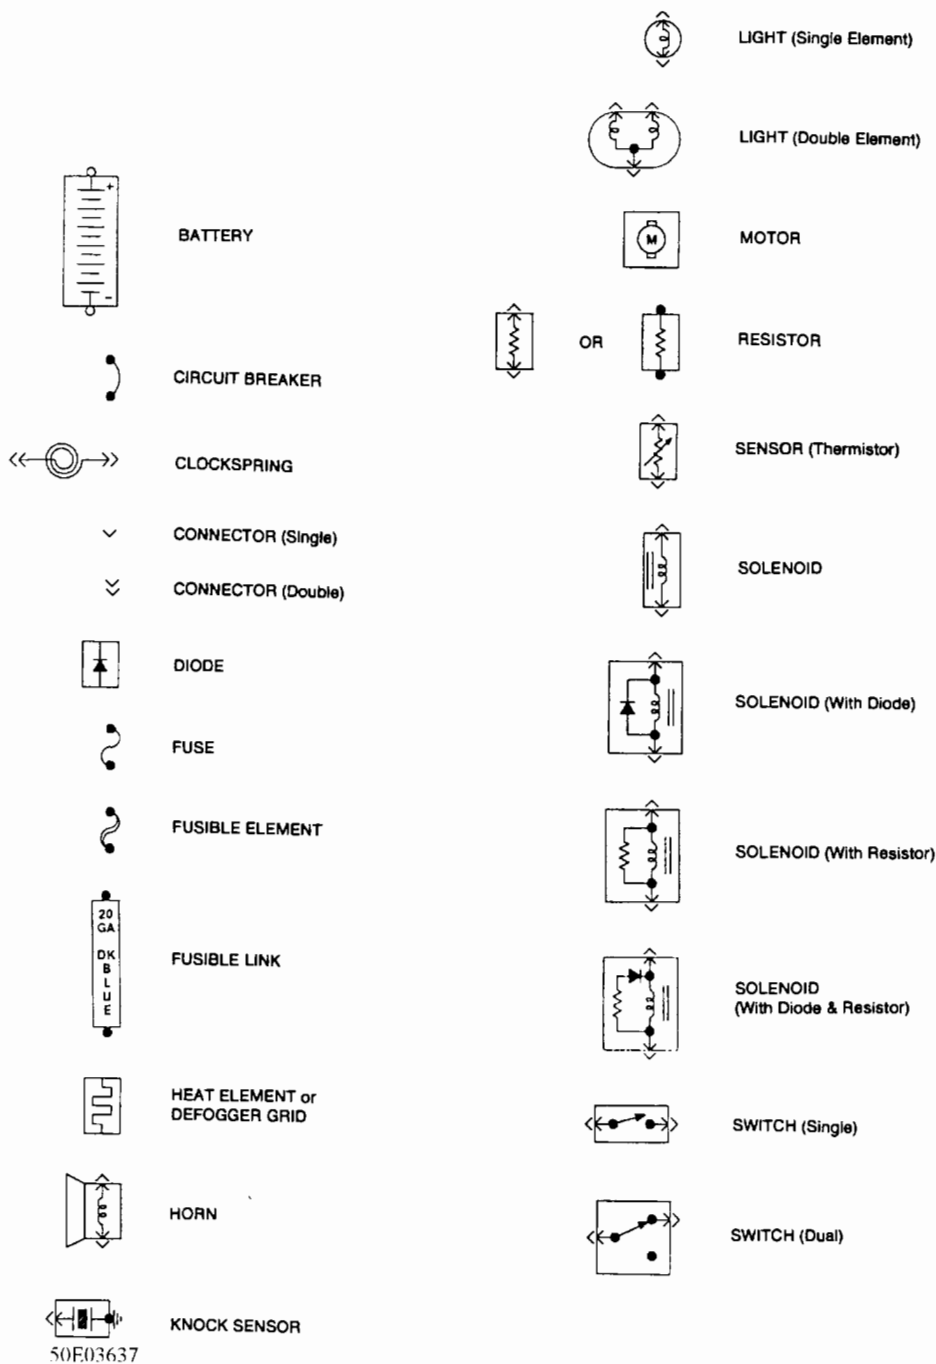 BATTERY
+
-
CIRCUIT BREAKER
CLOCKSPRING
CONNECTOR (Single)
CONNECTOR (Double)
DIODE
FUSE
FUSIBLE ELEMENT
20
GA
DK
B
L
U
E
FUSIBLE LINK
HEAT ELEMENT or
DEFOGGER GRID
HORN
KNOCK SENSOR
50E03637
LIGHT (Single Element)
LIGHT (Double Element)
M
MOTOR
OR
RESISTOR
SENSOR (Thermistor)
SOLENOID
SOLENOID (With Diode)
SOLENOID (With Resistor)
SOLENOID
(With Diode & Resistor)
SWITCH (Single)
SWITCH (Dual)